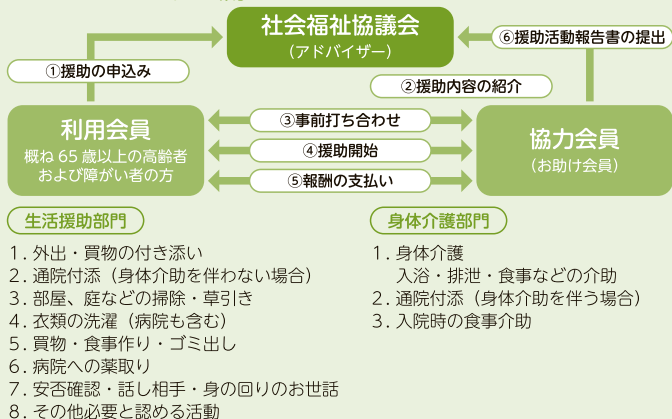 社会福祉協議会
（アドバイザー）
⑥援助活動報告書の提出
①援助の申込み
②援助内容の紹介
利用会員
概ね65歳以上の高齢者
および障がい者の方
③事前打ち合わせ
④援助開始
⑤報酬の支払い
協力会員
（お助け会員）
生活援助部門
1．外出・買物の付き添い
2．通院付添（身体介助を伴わない場合）
3．部屋、庭などの掃除・草引き
4．衣類の洗濯（病院も含む）
5．買物・食事作り・ゴミ出し
6．病院への薬取り
7．安否確認・話し相手・身の回りのお世話
8．その他必要と認める活動
身体介護部門
1．身体介護
入浴・排泄・食事などの介助
2．通院付添（身体介助を伴う場合）
3．入院時の食事介助